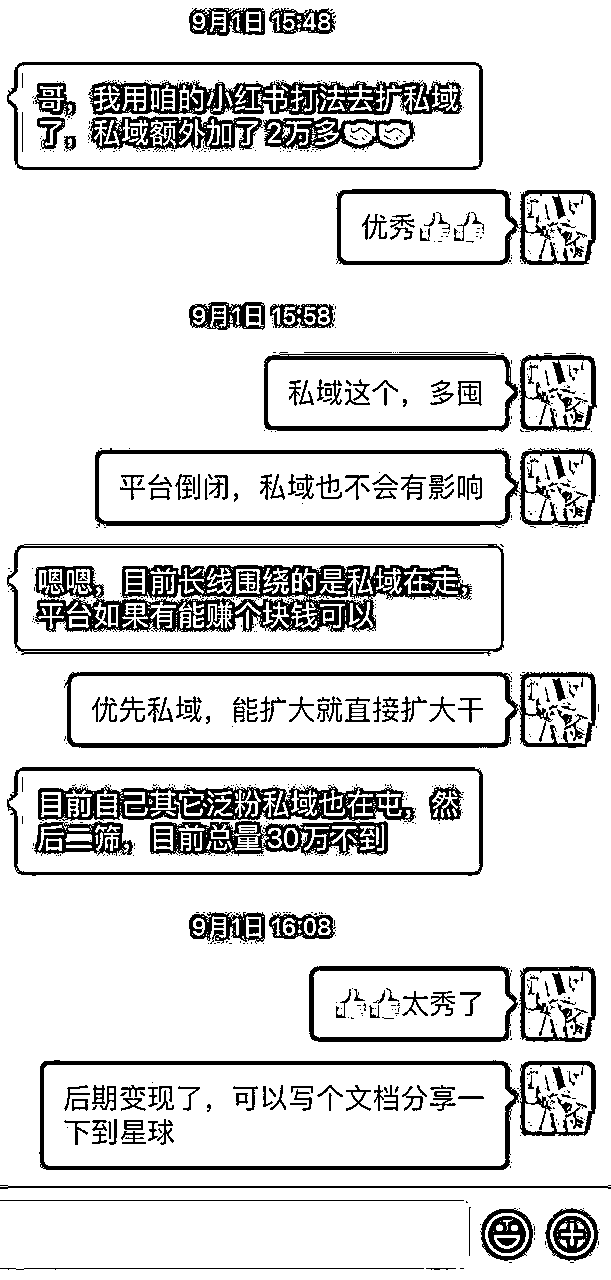 9月1日 15:48
哥，我用咱的小红书打法去扩私域
了，私域额外加了2万多🤝🤝
优秀👍👍
9月1日 15:58
私域这个，多囤
平台倒闭，私域也不会有影响
嗯嗯，目前长线围绕的是私域在走，
平台如果有能赚个块钱可以
优先私域，能扩大就直接扩大干
目前自己其它泛粉私域也在屯，然
后二筛，目前总量30万不到
9月1日 16:08
👍👍太秀了
后期变现了，可以写个文档分享一
下到星球